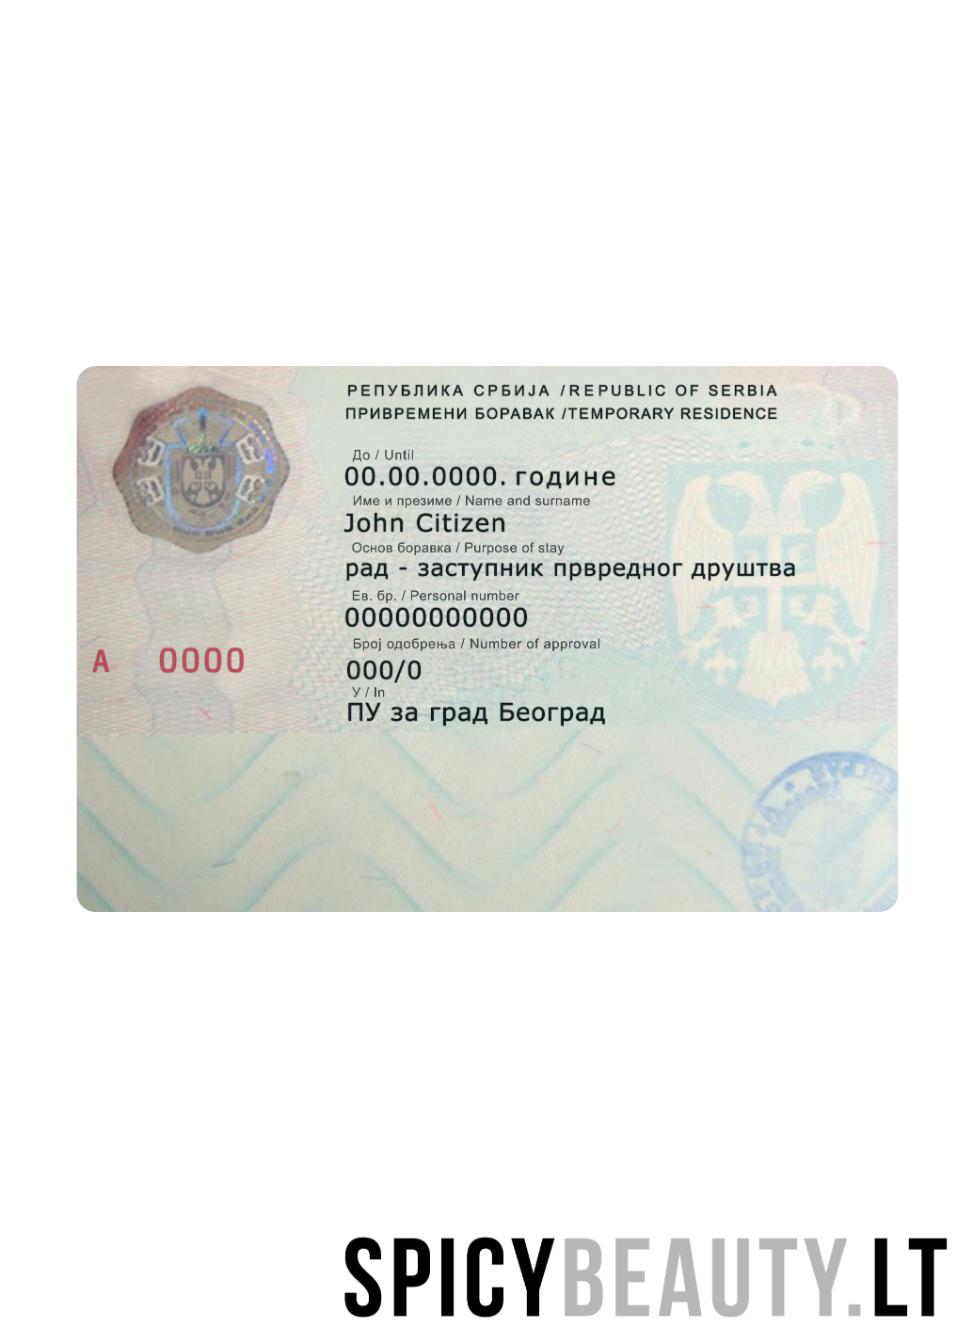 РЕПУБЛИКА СРБИЈА /REPUBLIC OF SERBIA
ПРИВРЕМЕНИ БОРАВАК /TEMPORARY RESIDENCE
До / Until
00.00.0000. године
Име и презиме / Name and surname
John Citizen
Основ боравка / Purpose of stay
рад - заступник првредног друштва
Ев. бр. / Personal number
00000000000
Број одобрења / Number of approval
A 0000
000/0
У / In
ПУ за град Београд
SPICYBEAUTY.LT